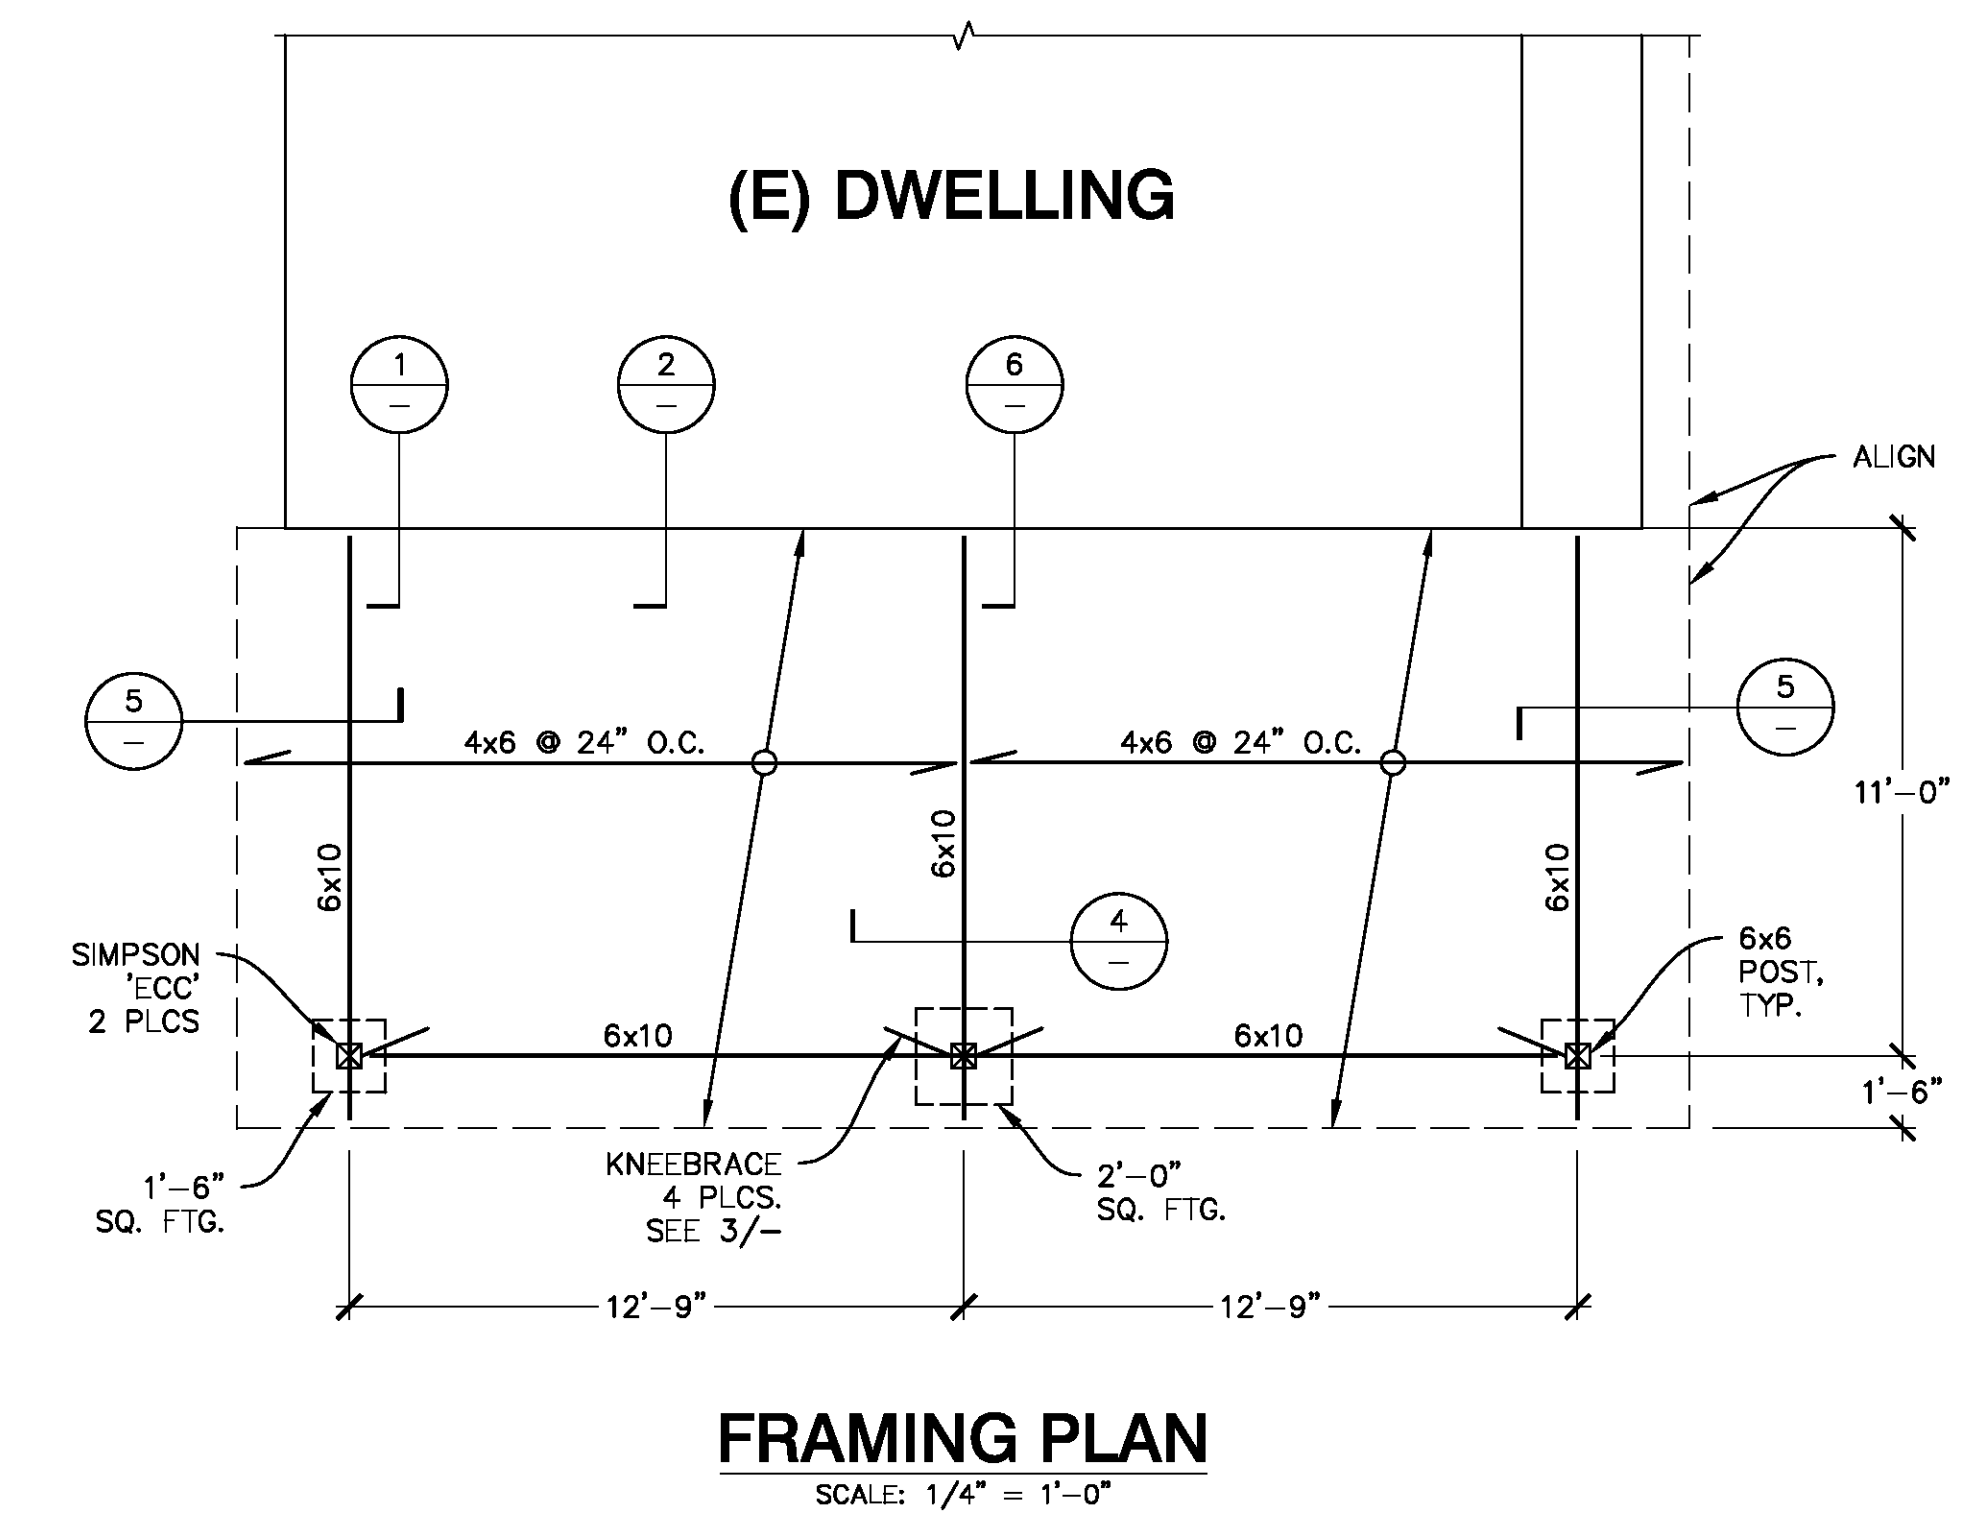 (E) DWELLING
1
–
2
–
6
–
ALIGN
5
–
5
–
4x6 @ 24" O.C.
4x6 @ 24" O.C.
11'–0"
6x10
6x10
6x10
4
–
SIMPSON
'ECC'
2 PLCS
6x6
POST,
TYP.
6x10
6x10
1'–6"
KNEEBRACE
4 PLCS.
SEE 3/–
2'–0"
SQ. FTG.
1'–6"
SQ. FTG.
12'–9"
12'–9"
FRAMING PLAN
SCALE: 1/4" = 1'–0"